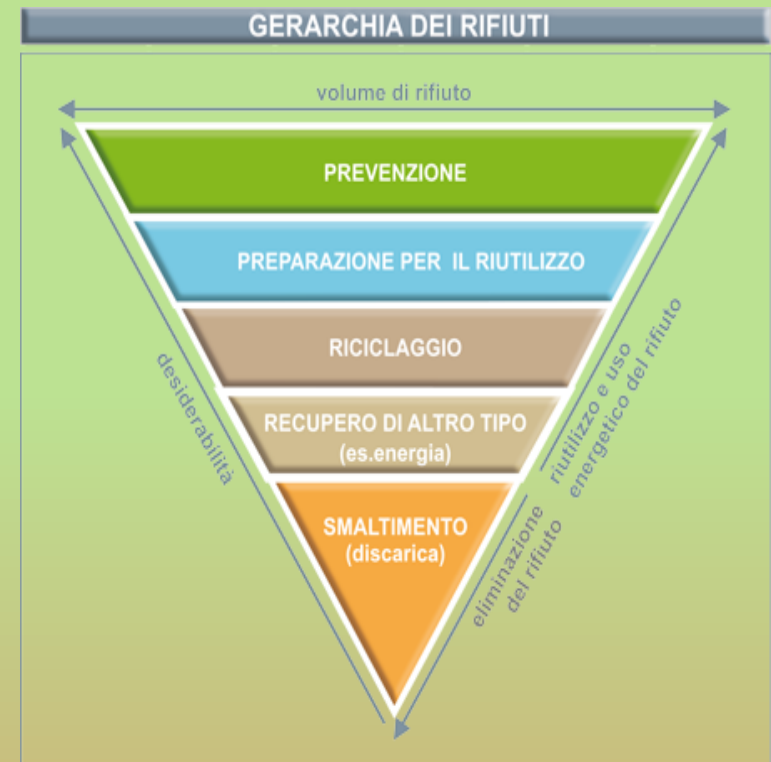 GERARCHIA DEI RIFIUTI
volume di rifiuto
PREVENZIONE
PREPARAZIONE PER IL RIUTILIZZO
RICICLAGGIO
RECUPERO DI ALTRO TIPO
(es.energia)
SMALTIMENTO
(discarica)
desiderabilità
riutilizzo e uso
energetico del rifiuto
eliminazione
del rifiuto